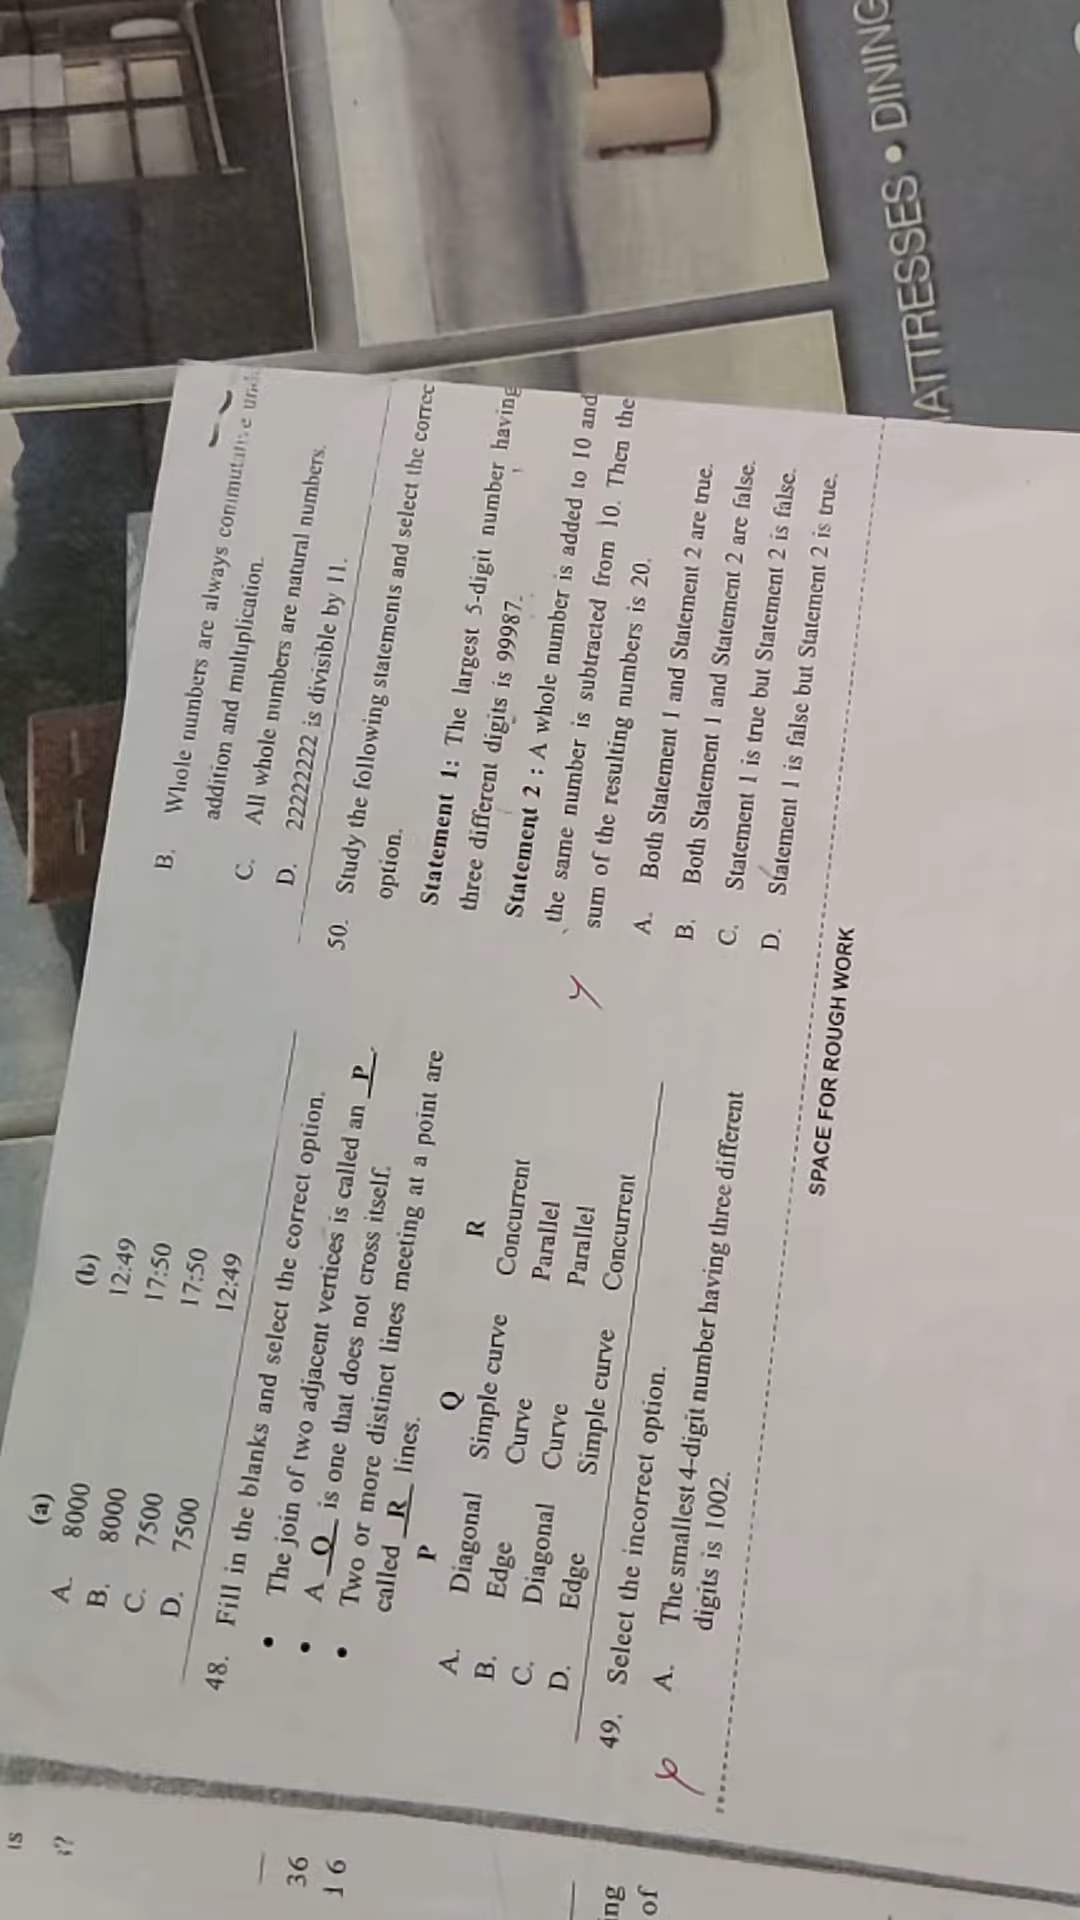 is
i?
36
16
ing
of
(a) (b)
A. 8000 12:49
B. 8000 17:50
C. 7500 17:50
D. 7500 12:49
48. Fill in the blanks and select the correct option.
• The join of two adjacent vertices is called an P.
• A Q is one that does not cross itself.
• Two or more distinct lines meeting at a point are
called R lines.
P Q R
A. Diagonal Simple curve Concurrent
B. Edge Curve Parallel
C. Diagonal Curve Parallel
D. Edge Simple curve Concurrent
49. Select the incorrect option.
A. The smallest 4-digit number having three different
digits is 1002.
B. Whole numbers are always commutative unde
addition and multiplication.
C. All whole numbers are natural numbers.
D. 22222222 is divisible by 11.
50. Study the following statements and select the correc
option.
Statement 1: The largest 5-digit number having
three different digits is 99987.
Statement 2 : A whole number is added to 10 and
the same number is subtracted from 10. Then the
sum of the resulting numbers is 20.
A. Both Statement 1 and Statement 2 are true.
B. Both Statement 1 and Statement 2 are false.
C. Statement 1 is true but Statement 2 is false.
D. Statement 1 is false but Statement 2 is true.
SPACE FOR ROUGH WORK
ATTRESSES • DINING